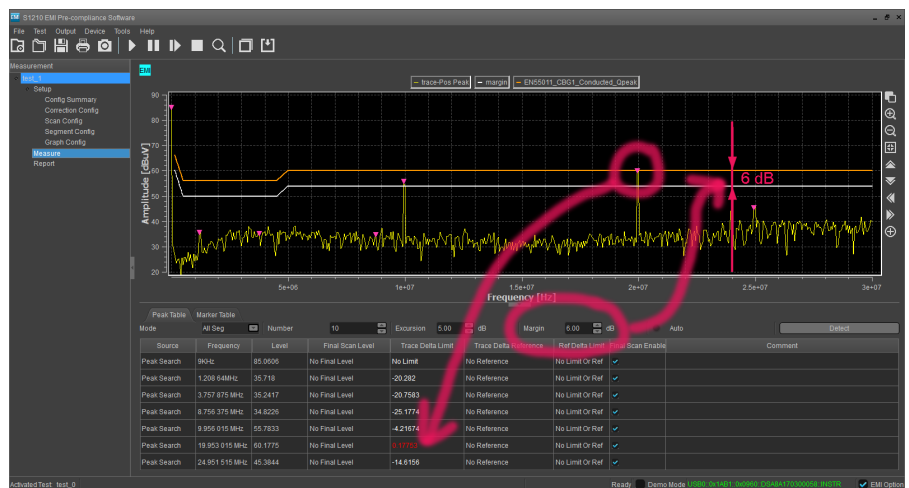 EMI S1210 EMI Pre-compliance Software
File Test Output Device Tools Help
Measurement
test_1
Setup
Config Summary
Correction Config
Scan Config
Segment Config
Graph Config
Measure
Report
EMI
trace-Pos Peak margin EN55011_CBG1_Conducted_Qpeak
Amplitude [dBuV]
90
80
70
60
50
40
30
20
6 dB
5e+06 1e+07 1.5e+07 2e+07 2.5e+07 3e+07
Frequency [Hz]
Peak Table Marker Table
Mode All Seg Number 10 Excursion 5.00 dB Margin 6.00 dB Auto Detect
Source Frequency Level Final Scan Level Trace Delta Limit Trace Delta Reference Ref Delta Limit Final Scan Enable Comment
Peak Search 9KHz 85.0606 No Final Level No Limit No Reference No Limit Or Ref
Peak Search 1.208 64MHz 35.718 No Final Level -20.282 No Reference No Limit Or Ref
Peak Search 3.757 875 MHz 35.2417 No Final Level -20.7583 No Reference No Limit Or Ref
Peak Search 8.756 375 MHz 34.8226 No Final Level -25.1774 No Reference No Limit Or Ref
Peak Search 9.956 015 MHz 55.7833 No Final Level -4.21674 No Reference No Limit Or Ref
Peak Search 19.953 015 MHz 60.1775 No Final Level No Reference No Limit Or Ref
Peak Search 24.951 515 MHz 45.3844 No Final Level -14.6156 No Reference No Limit Or Ref
Activated Test: test_0 Ready Demo Mode USB0::0x1AB1::0x0960::DSA8A170300058::INSTR EMI Option